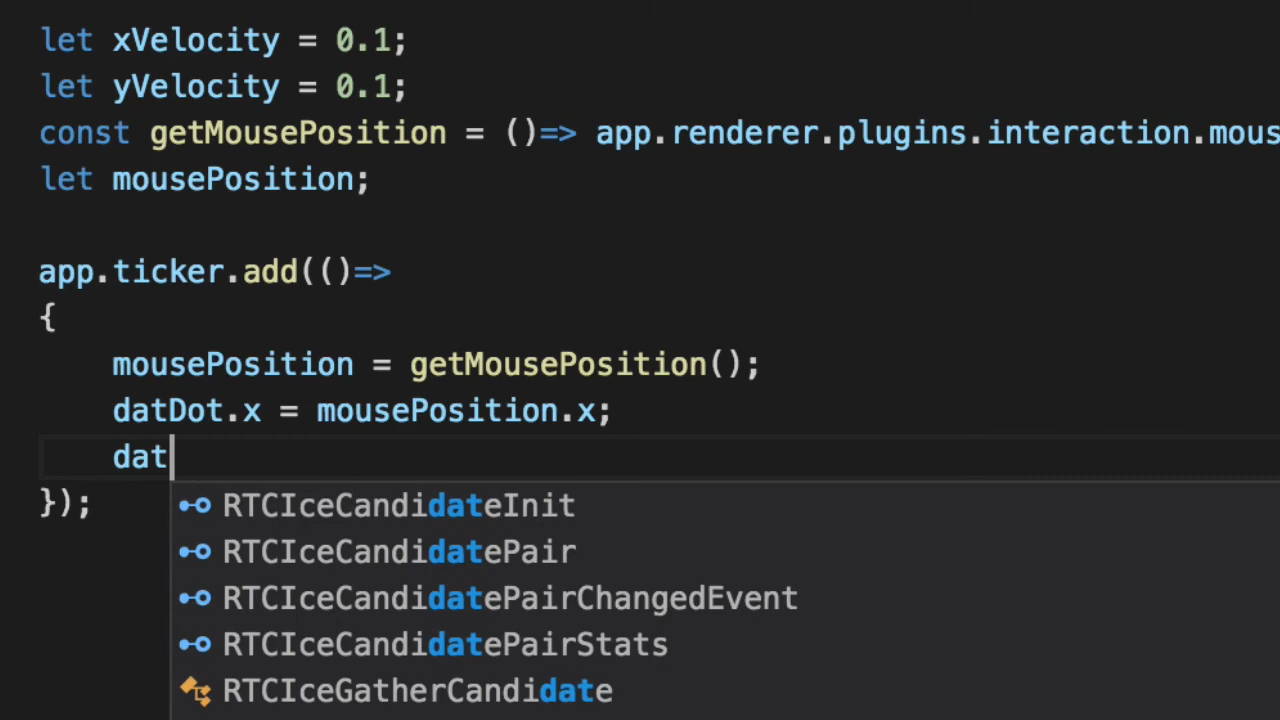 let xVelocity = 0.1;
let yVelocity = 0.1;
const getMousePosition = ()=> app.renderer.plugins.interaction.mous
let mousePosition;
app.ticker.add(()=>
{
mousePosition = getMousePosition();
datDot.x = mousePosition.x;
dat
});
RTCIceCandidateInit
RTCIceCandidatePair
RTCIceCandidatePairChangedEvent
RTCIceCandidatePairStats
RTCIceGatherCandidate